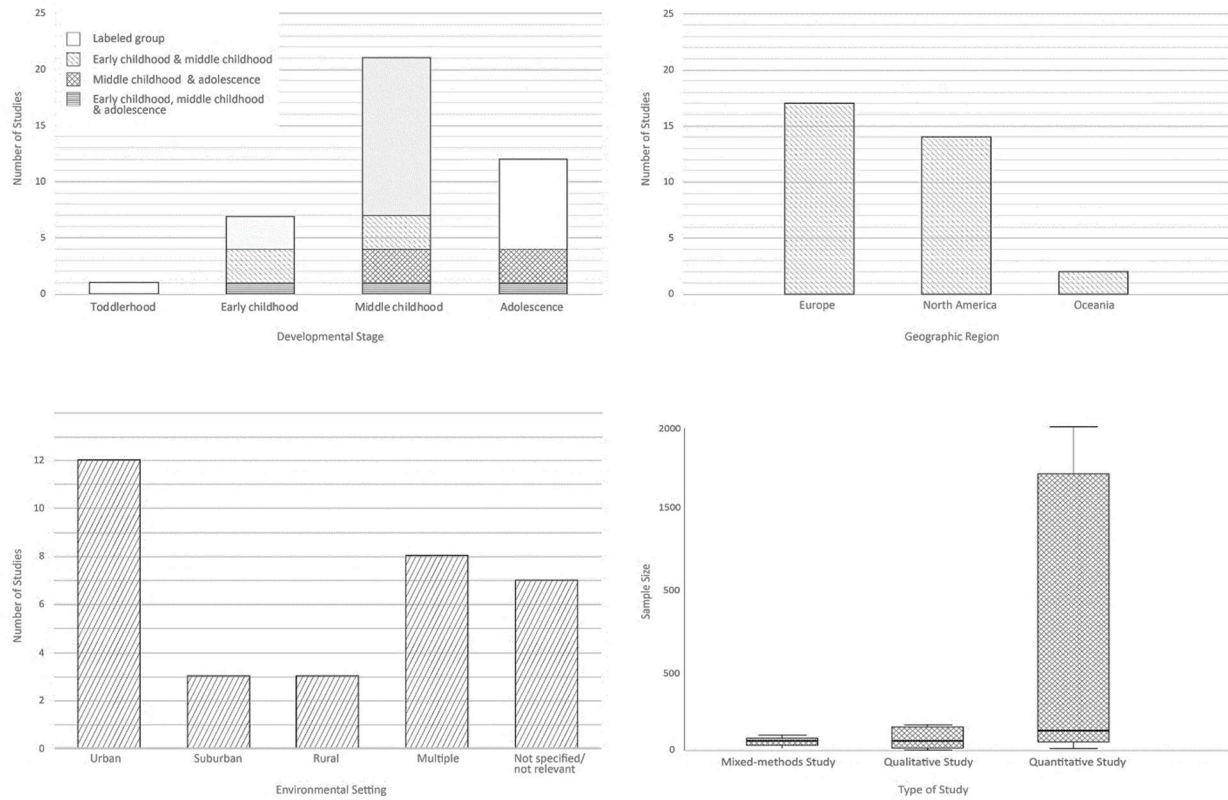 25
20
15
10
5
0
Number of Studies
Labeled group
Early childhood & middle childhood
Middle childhood & adolescence
Early childhood, middle childhood
& adolescence
Toddlerhood
Early childhood
Middle childhood
Adolescence
Developmental Stage
25
20
15
10
5
0
Number of Studies
Europe
North America
Oceania
Geographic Region
12
10
8
6
4
2
0
Number of Studies
Urban
Suburban
Rural
Multiple
Not specified/
not relevant
Environmental Setting
2000
1500
500
500
0
Sample Size
Mixed-methods Study
Qualitative Study
Quantitative Study
Type of Study